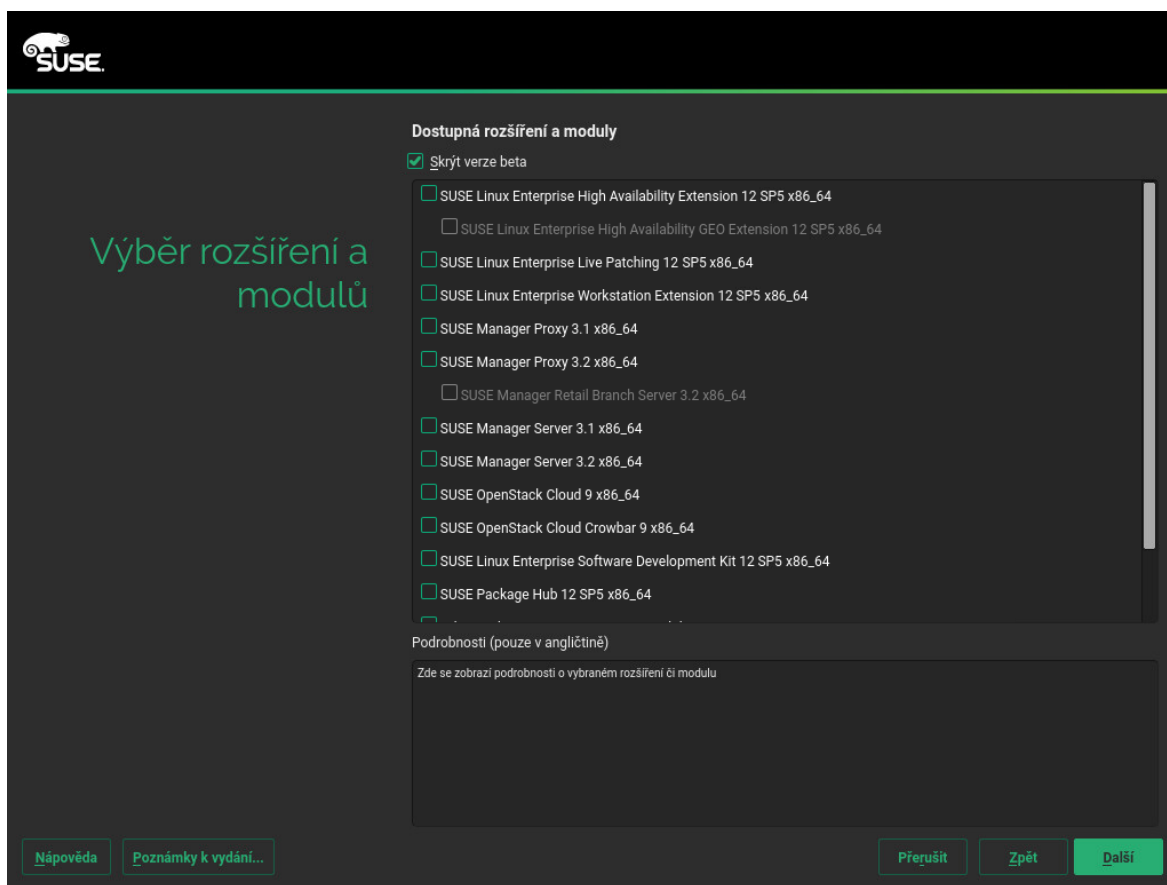 SUSE.
Výběr rozšíření a
modulů
Dostupná rozšíření a moduly
Skrýt verze beta
SUSE Linux Enterprise High Availability Extension 12 SP5 x86_64
SUSE Linux Enterprise High Availability GEO Extension 12 SP5 x86_64
SUSE Linux Enterprise Live Patching 12 SP5 x86_64
SUSE Linux Enterprise Workstation Extension 12 SP5 x86_64
SUSE Manager Proxy 3.1 x86_64
SUSE Manager Proxy 3.2 x86_64
SUSE Manager Retail Branch Server 3.2 x86_64
SUSE Manager Server 3.1 x86_64
SUSE Manager Server 3.2 x86_64
SUSE OpenStack Cloud 9 x86_64
SUSE OpenStack Cloud Crowbar 9 x86_64
SUSE Linux Enterprise Software Development Kit 12 SP5 x86_64
SUSE Package Hub 12 SP5 x86_64
Podrobnosti (pouze v angličtině)
Zde se zobrazí podrobnosti o vybraném rozšíření či modulu
Nápověda
Poznámky k vydání...
Přerušit
Zpět
Další